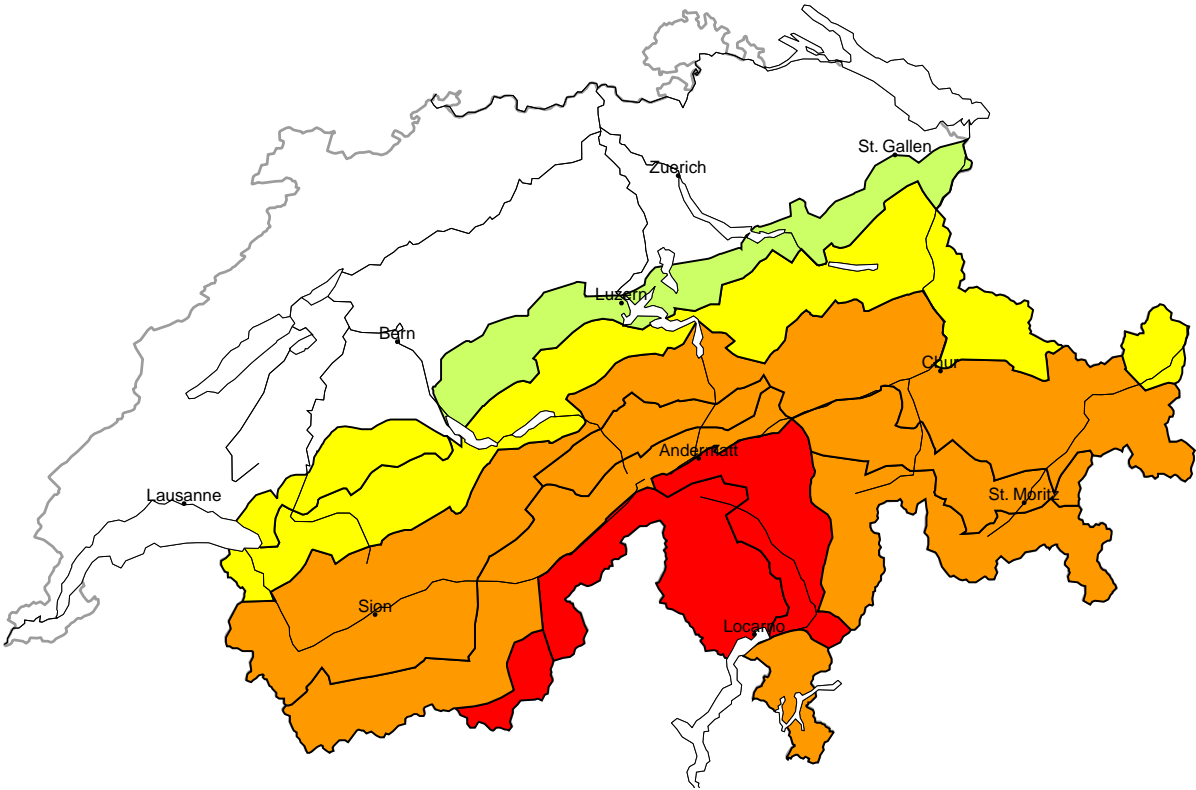 St. Gallen
Zuerich
Luzern
Bern
Chur
Andermatt
St. Moritz
Lausanne
Sion
Locarno